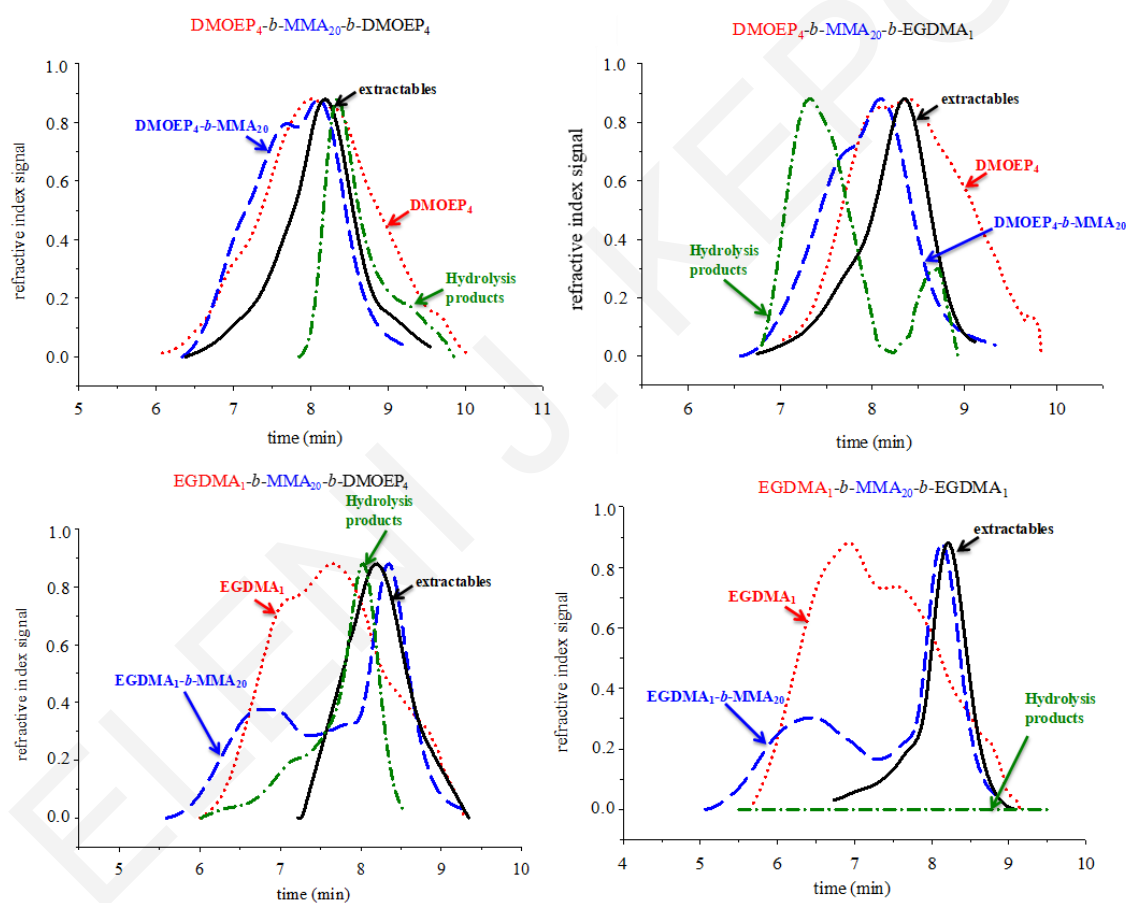 DMOEP₄-b-MMA₂₀-b-DMOEP₄
1.0
0.8
0.6
0.4
0.2
0.0
refractive index signal
extractables
DMOEP₄-b-MMA₂₀
DMOEP₄
Hydrolysis
products
5 6 7 8 9 10 11
time (min)
DMOEP₄-b-MMA₂₀-b-EGDMA₁
1.0
0.8
0.6
0.4
0.2
0.0
refractive index signal
extractables
DMOEP₄
DMOEP₄-b-MMA₂₀
Hydrolysis
products
6 7 8 9 10
time (min)
EGDMA₁-b-MMA₂₀-b-DMOEP₄
1.0
0.8
0.6
0.4
0.2
0.0
refractive index signal
Hydrolysis
products
EGDMA₁
extractables
EGDMA₁-b-MMA₂₀
5 6 7 8 9 10
time (min)
EGDMA₁-b-MMA₂₀-b-EGDMA₁
1.0
0.8
0.6
0.4
0.2
0.0
refractive index signal
extractables
EGDMA₁
EGDMA₁-b-MMA₂₀
Hydrolysis
products
4 5 6 7 8 9 10
time (min)
ELENI J. KEPO